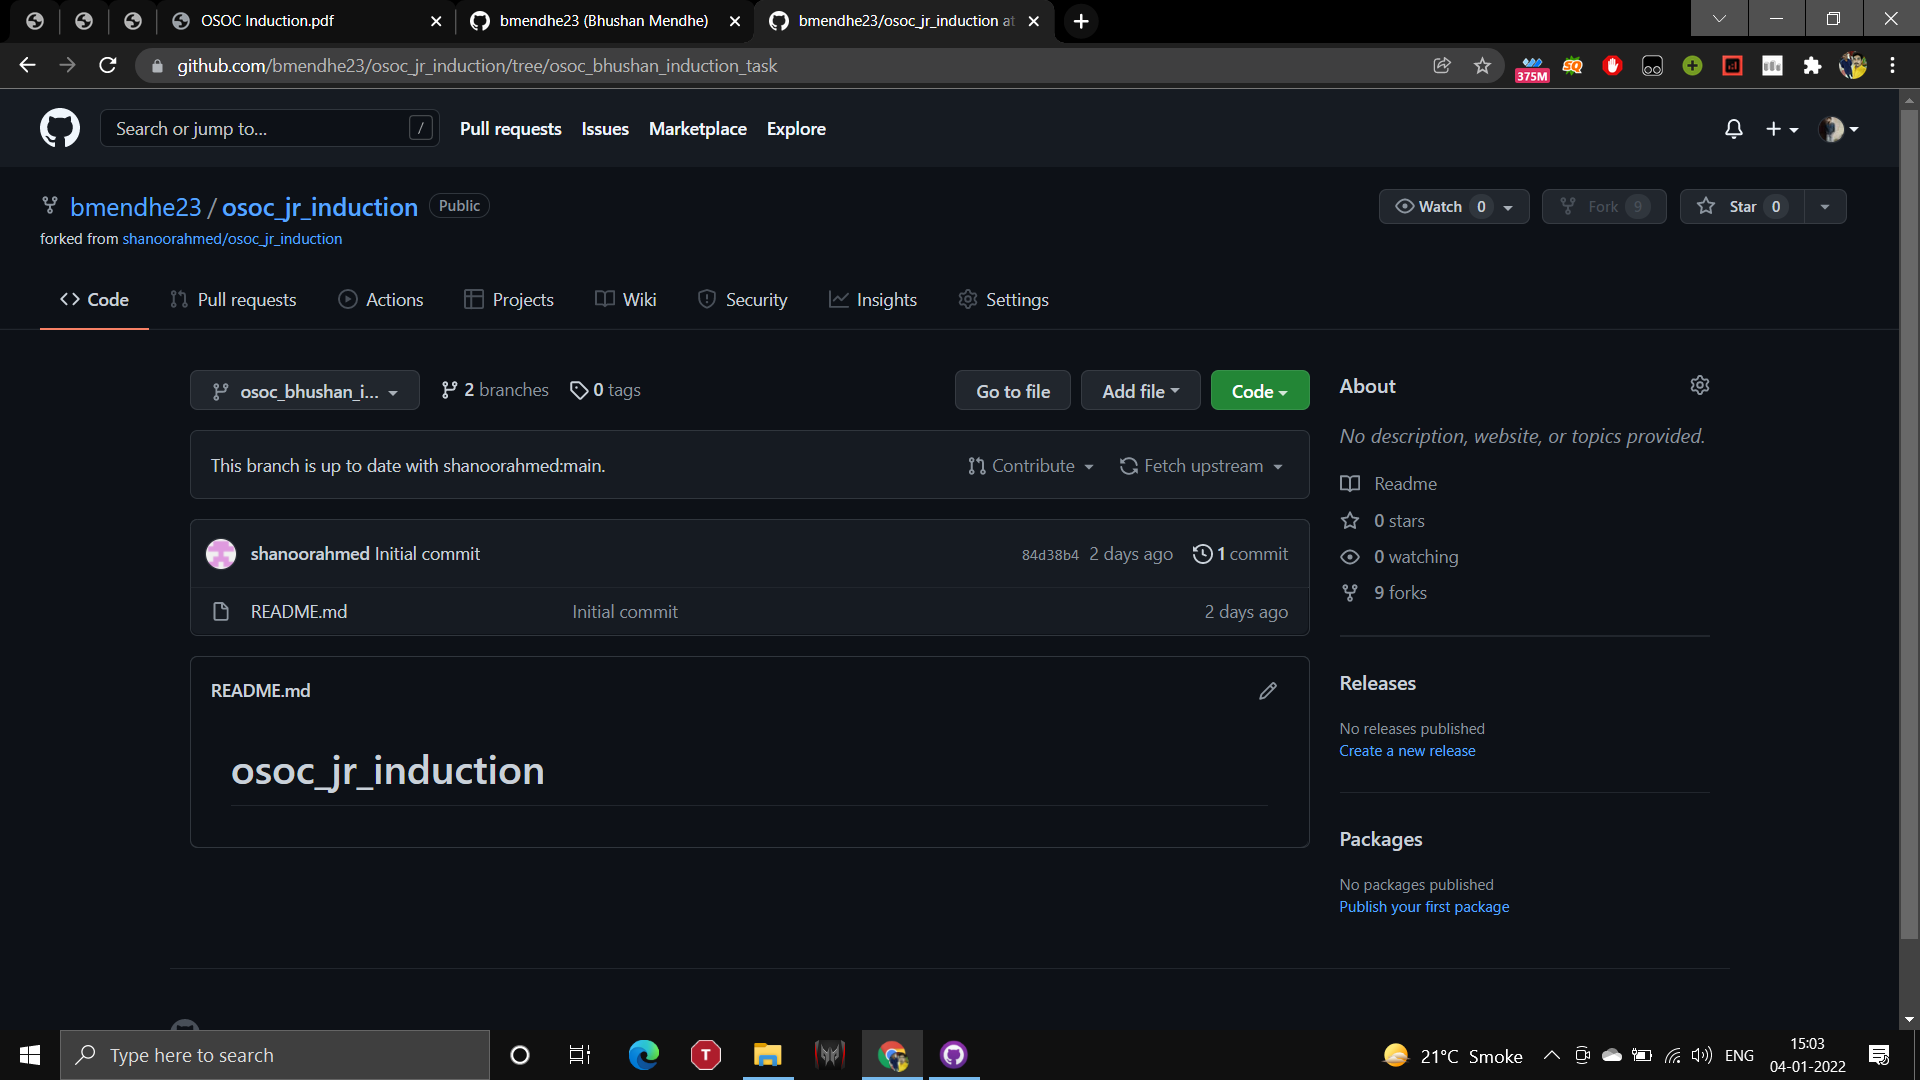 OSOC Induction.pdf
bmendhe23 (Bhushan Mendhe)
bmendhe23/osoc_jr_induction at
github.com/bmendhe23/osoc_jr_induction/tree/osoc_bhushan_induction_task
375M
Search or jump to...
/
Pull requests
Issues
Marketplace
Explore
bmendhe23 / osoc_jr_induction
Public
Watch 0
Fork 9
Star 0
forked from shanoorahmed/osoc_jr_induction
Code
Pull requests
Actions
Projects
Wiki
Security
Insights
Settings
osoc_bhushan_i...
2 branches
0 tags
Go to file
Add file
Code
This branch is up to date with shanoorahmed:main.
Contribute
Fetch upstream
shanoorahmed Initial commit
84d38b4 2 days ago
1 commit
README.md
Initial commit
2 days ago
README.md
osoc_jr_induction
About
No description, website, or topics provided.
Readme
0 stars
0 watching
9 forks
Releases
No releases published
Create a new release
Packages
No packages published
Publish your first package
Type here to search
T
21°C Smoke
ENG
15:03
04-01-2022